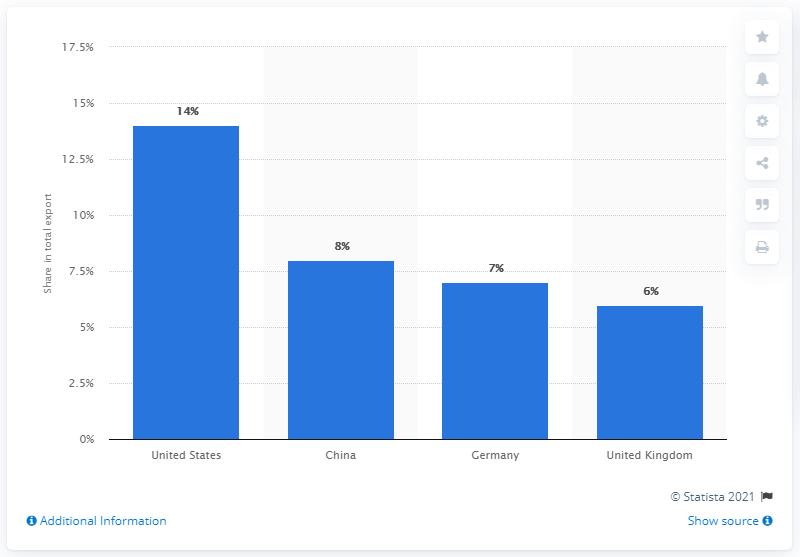 17.5%
15%
12.5%
10%
7.5%
5%
2.5%
0%
Share in total export
14%
8%
7%
6%
United States
China
Germany
United Kingdom
© Statista 2021
Additional Information
Show source